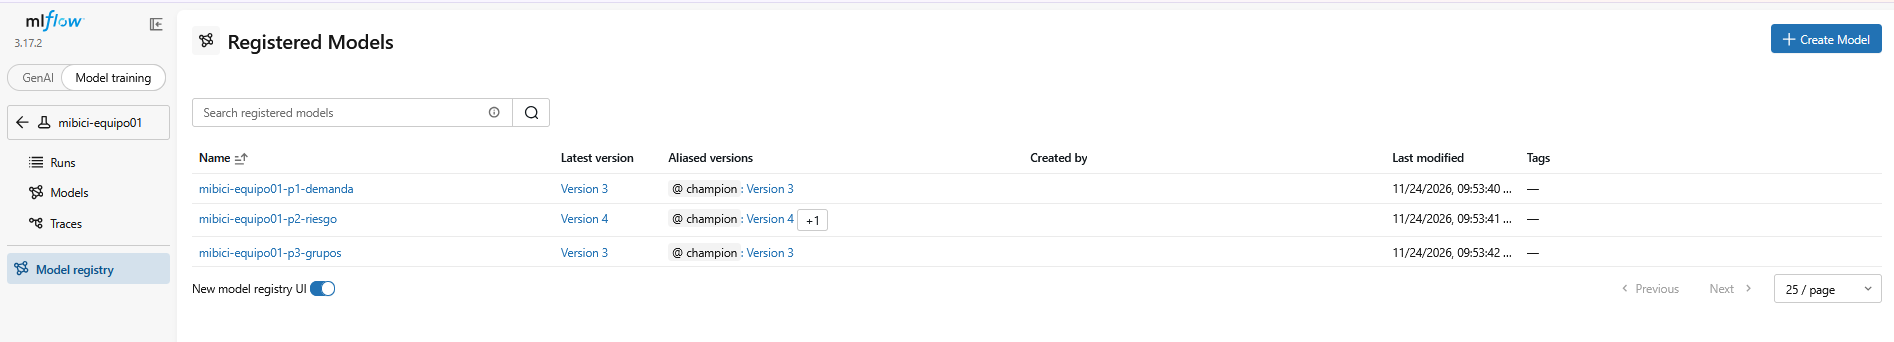 mlflow
3.17.2
GenAI Model training
mibici-equipo01
Runs
Models
Traces
Model registry
Registered Models
+ Create Model
Search registered models
Name Latest version Aliased versions Created by Last modified Tags
mibici-equipo01-p1-demanda Version 3 @ champion : Version 3 11/24/2026, 09:53:40 ... —
mibici-equipo01-p2-riesgo Version 4 @ champion : Version 4 +1 11/24/2026, 09:53:41 ... —
mibici-equipo01-p3-grupos Version 3 @ champion : Version 3 11/24/2026, 09:53:42 ... —
New model registry UI
Previous Next 25 / page